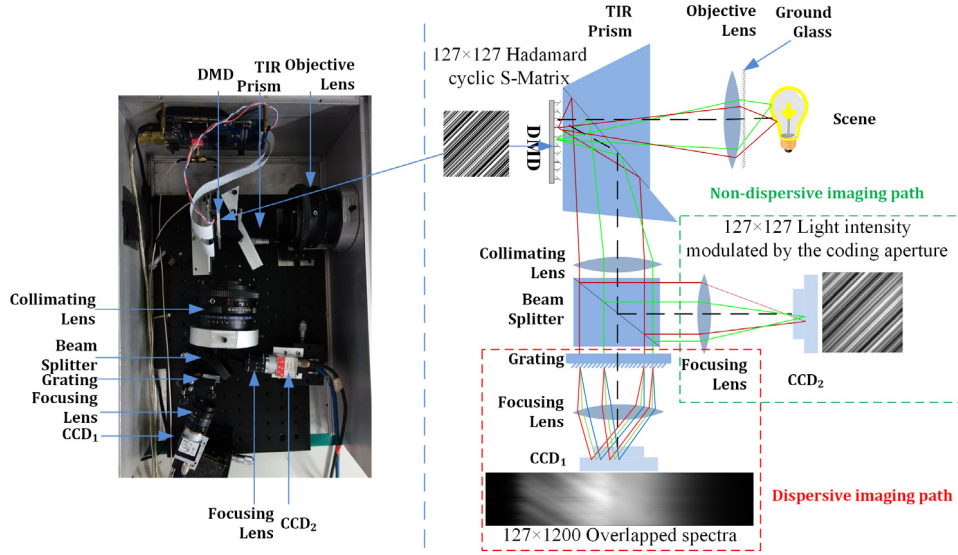 DMD
TIR
Prism
Objective
Lens
Collimating
Lens
Beam
Splitter
Grating
Focusing
Lens
CCD1
Focusing
Lens
CCD2
TIR
Prism
Objective
Lens
Ground
Glass
127×127 Hadamard
cyclic S-Matrix
DMD
Scene
Non-dispersive imaging path
127×127 Light intensity
modulated by the coding aperture
Collimating
Lens
Beam
Splitter
Grating
Focusing
Lens
CCD2
Focusing
Lens
CCD1
Dispersive imaging path
127×1200 Overlapped spectra